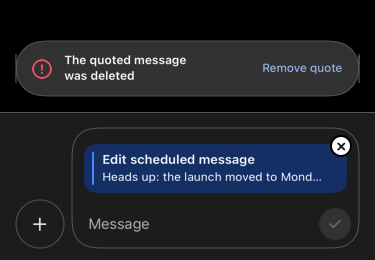 The quoted message
was deleted
Remove quote
Edit scheduled message
Heads up: the launch moved to Mond...
Message